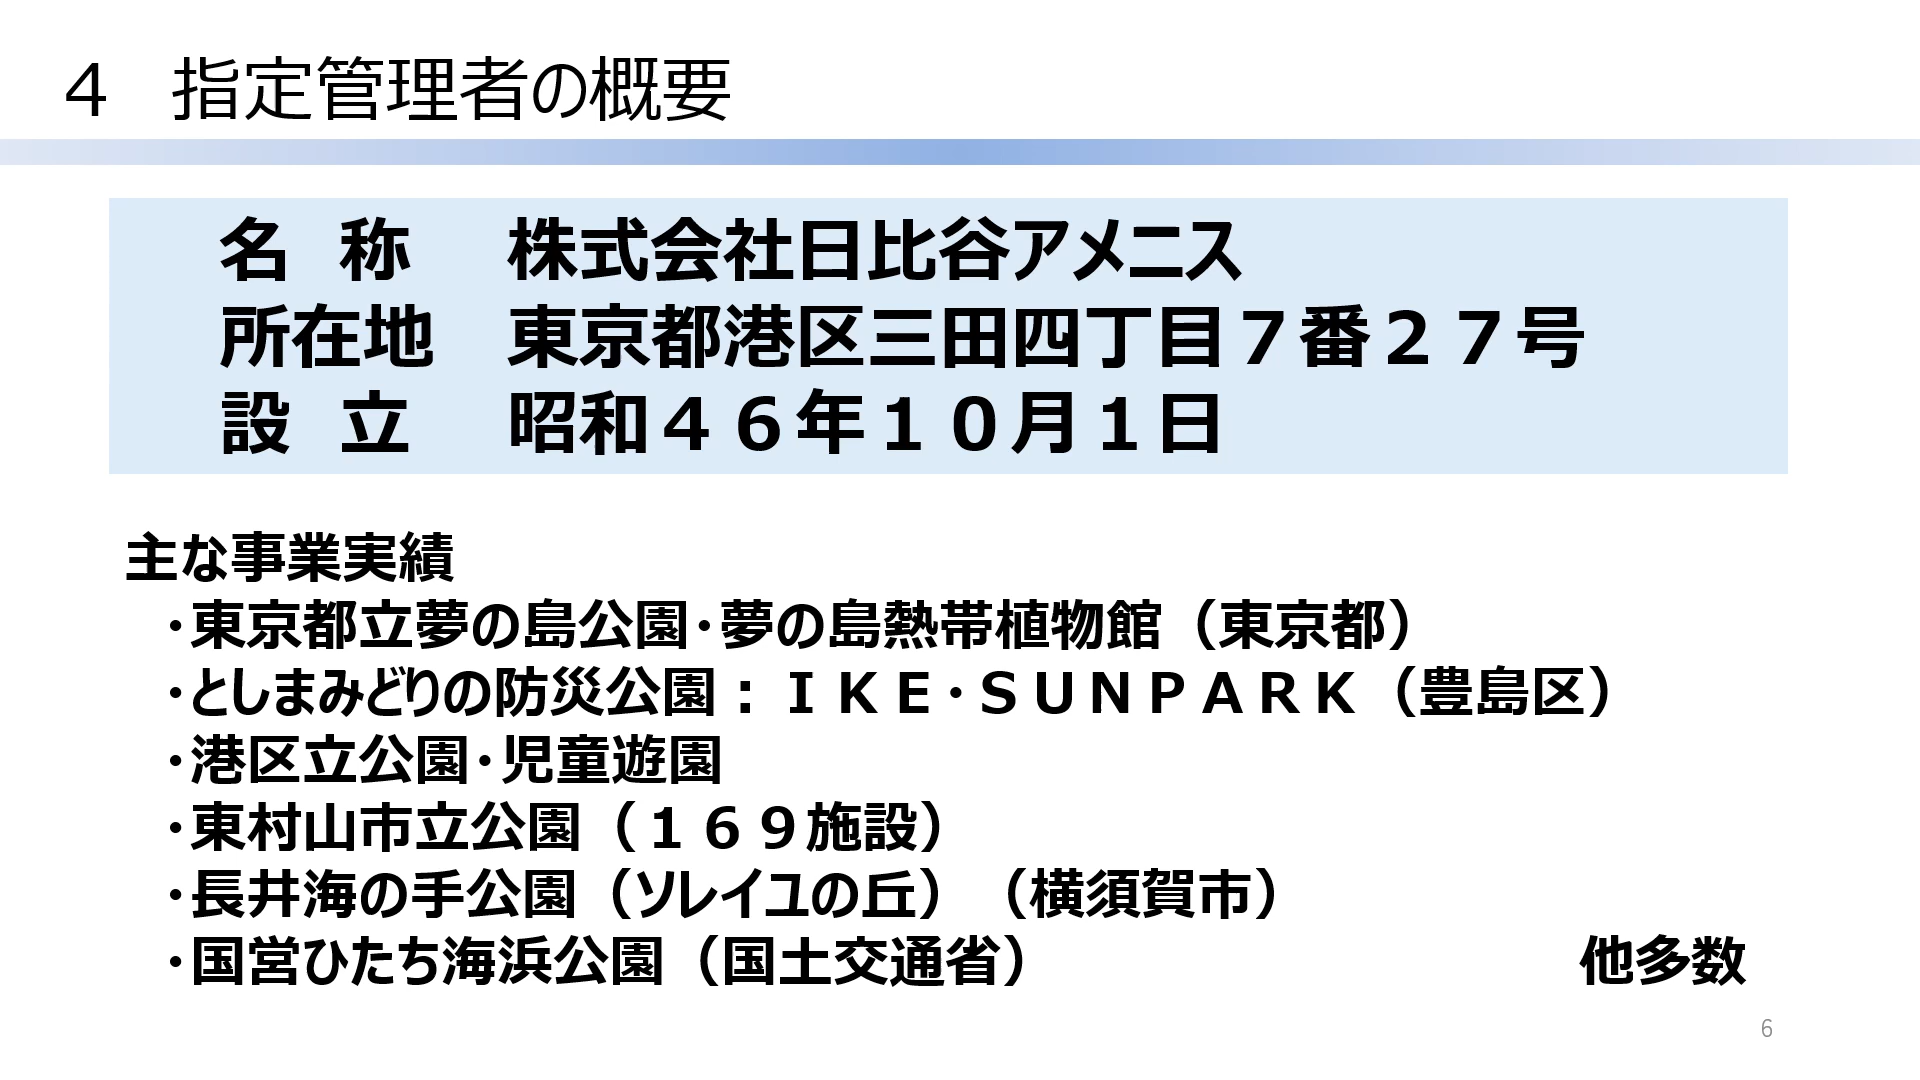 ４　指定管理者の概要
名　称　株式会社日比谷アメニス
所在地　東京都港区三田四丁目７番２７号
設　立　昭和４６年１０月１日
主な事業実績
・東京都立夢の島公園・夢の島熱帯植物館（東京都）
・としまみどりの防災公園：ＩＫＥ・ＳＵＮＰＡＲＫ（豊島区）
・港区立公園・児童遊園
・東村山市立公園（１６９施設）
・長井海の手公園（ソレイユの丘）（横須賀市）
・国営ひたち海浜公園（国土交通省）　他多数
6